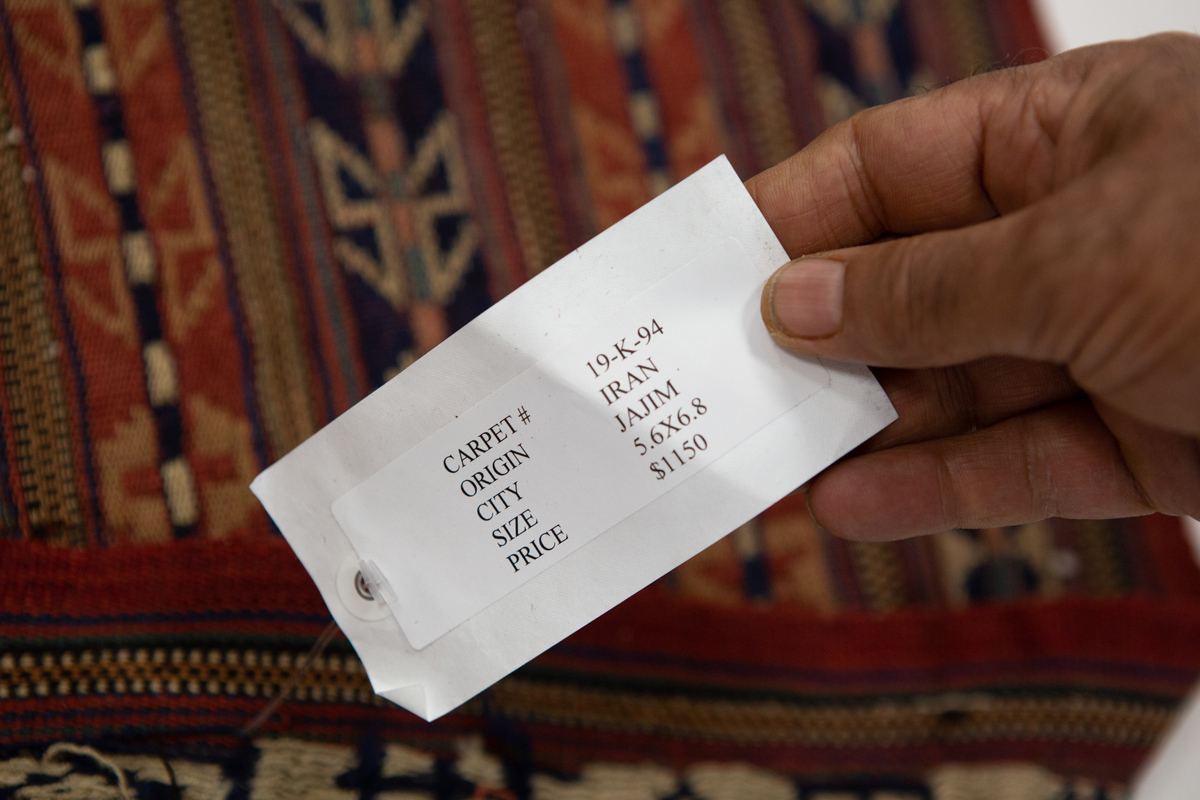 CARPET # 19-K-94
ORIGIN IRAN
CITY JAJIM
SIZE 5.6X6.8
PRICE $1150